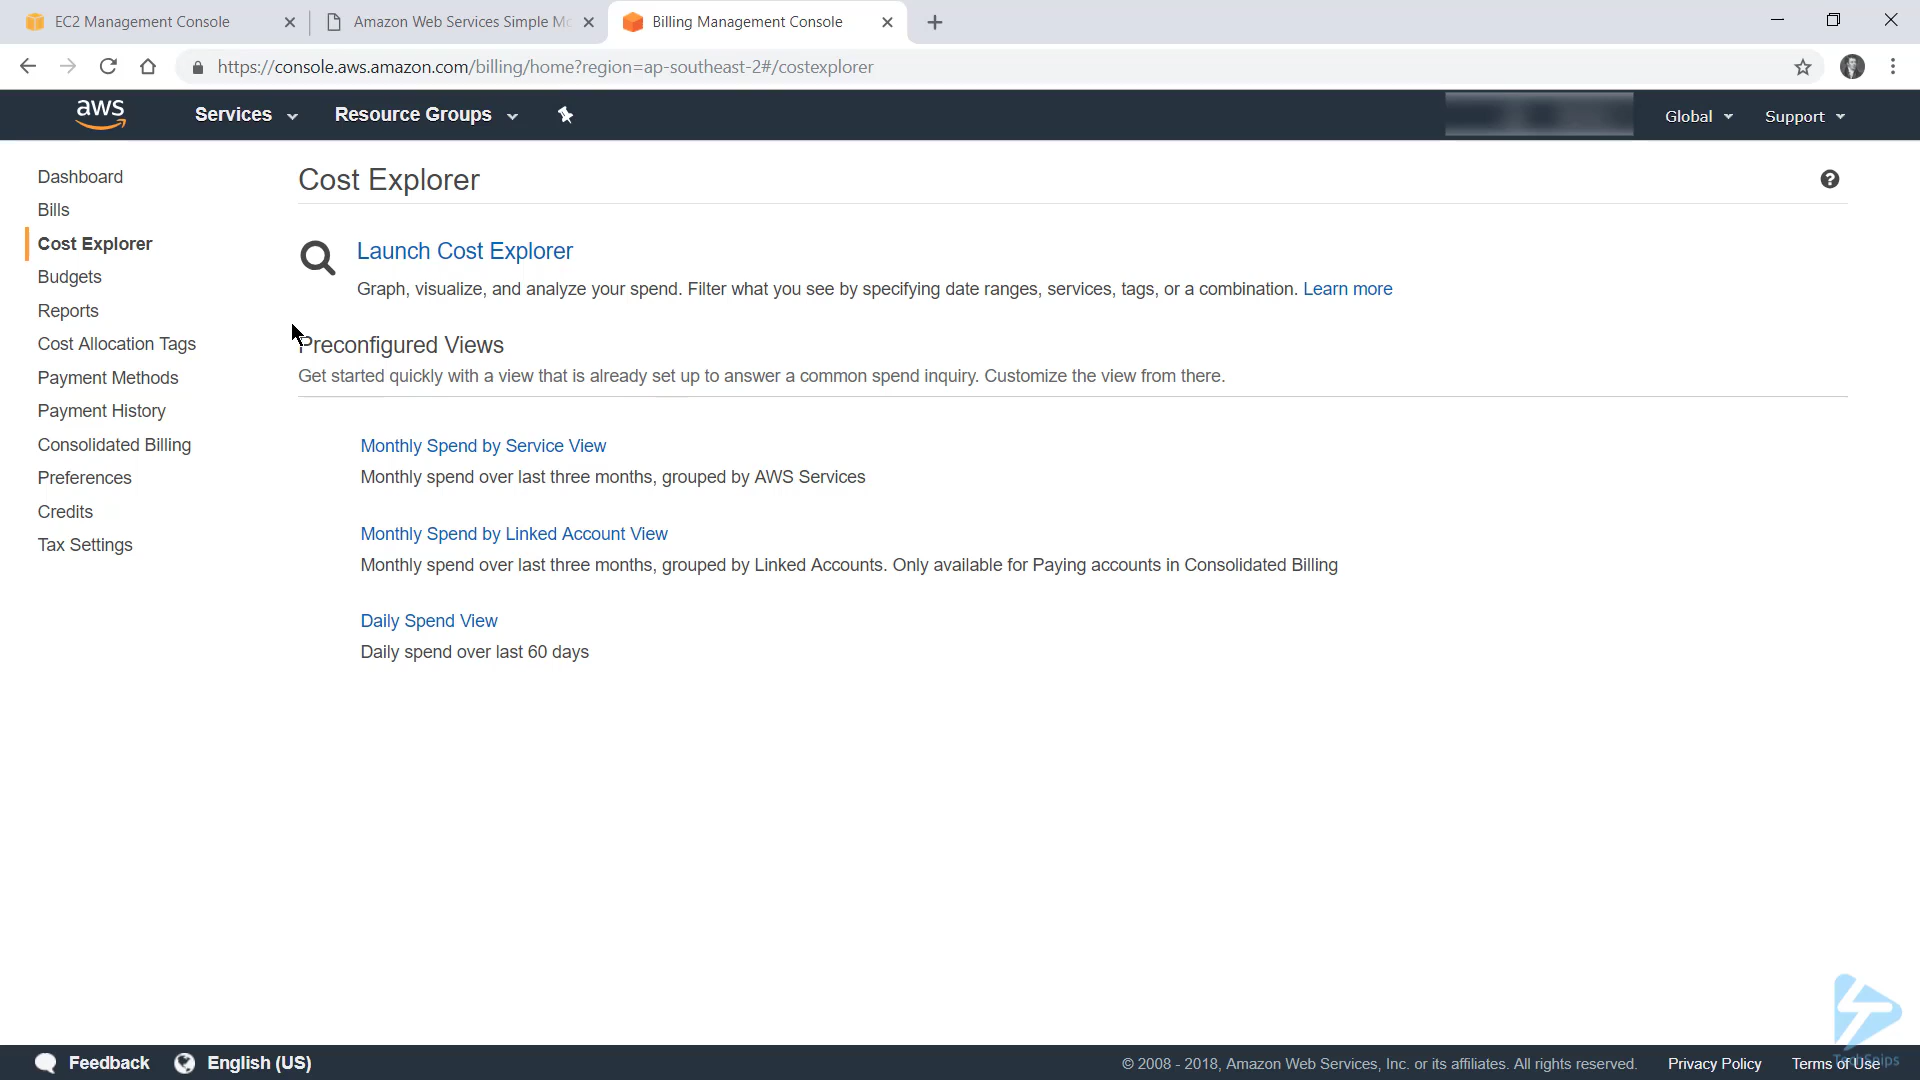 EC2 Management Console
Amazon Web Services Simple Mo
Billing Management Console
https://console.aws.amazon.com/billing/home?region=ap-southeast-2#/costexplorer
aws
Services
Resource Groups
Global
Support
Dashboard
Bills
Cost Explorer
Budgets
Reports
Cost Allocation Tags
Payment Methods
Payment History
Consolidated Billing
Preferences
Credits
Tax Settings
Cost Explorer
Launch Cost Explorer
Graph, visualize, and analyze your spend. Filter what you see by specifying date ranges, services, tags, or a combination. Learn more
Preconfigured Views
Get started quickly with a view that is already set up to answer a common spend inquiry. Customize the view from there.
Monthly Spend by Service View
Monthly spend over last three months, grouped by AWS Services
Monthly Spend by Linked Account View
Monthly spend over last three months, grouped by Linked Accounts. Only available for Paying accounts in Consolidated Billing
Daily Spend View
Daily spend over last 60 days
Feedback
English (US)
© 2008 - 2018, Amazon Web Services, Inc. or its affiliates. All rights reserved.
Privacy Policy
Terms of Use